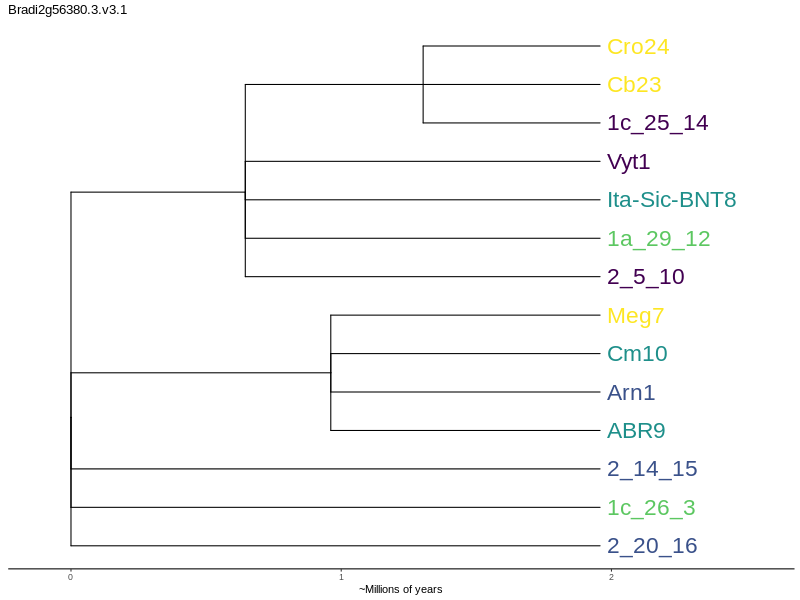 Bradi2g56380.3.v3.1
Cro24
Cb23
1c_25_14
Vyt1
Ita-Sic-BNT8
1a_29_12
2_5_10
Meg7
Cm10
Arn1
ABR9
2_14_15
1c_26_3
2_20_16
0 1 2
~Millions of years